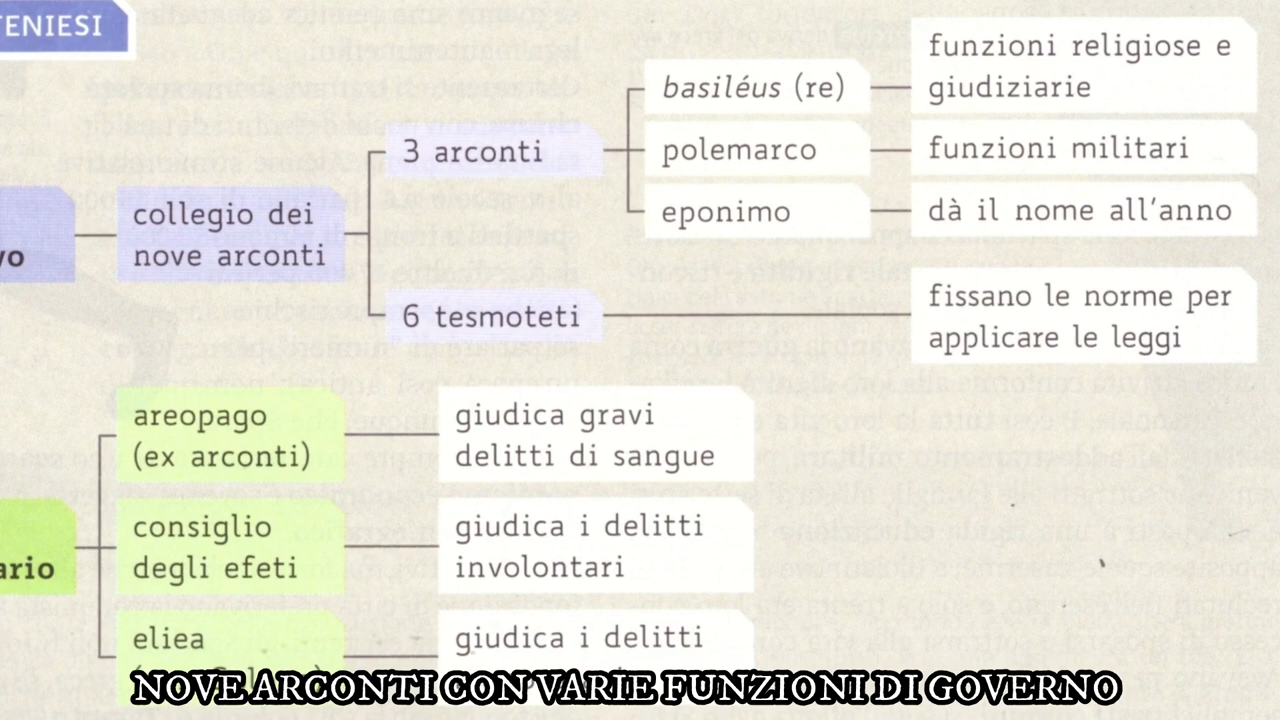 TENIESI
funzioni religiose e
giudiziarie
basiléus (re)
polemarco
funzioni militari
3 arconti
eponimo
dà il nome all'anno
collegio dei
nove arconti
vo
fissano le norme per
applicare le leggi
6 tesmoteti
areopago
(ex arconti)
giudica gravi
delitti di sangue
consiglio
degli efeti
giudica i delitti
involontari
ario
eliea
giudica i delitti
NOVE ARCONTI CON VARIE FUNZIONI DI GOVERNO